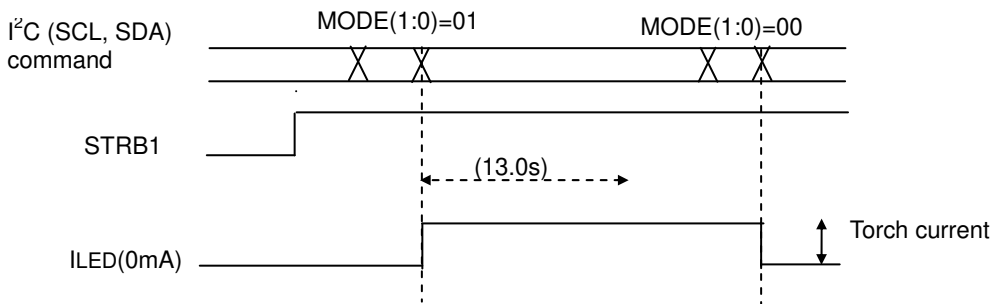 I²C (SCL, SDA)
command
MODE(1:0)=01
MODE(1:0)=00
STRB1
(13.0s)
ILED(0mA)
Torch current